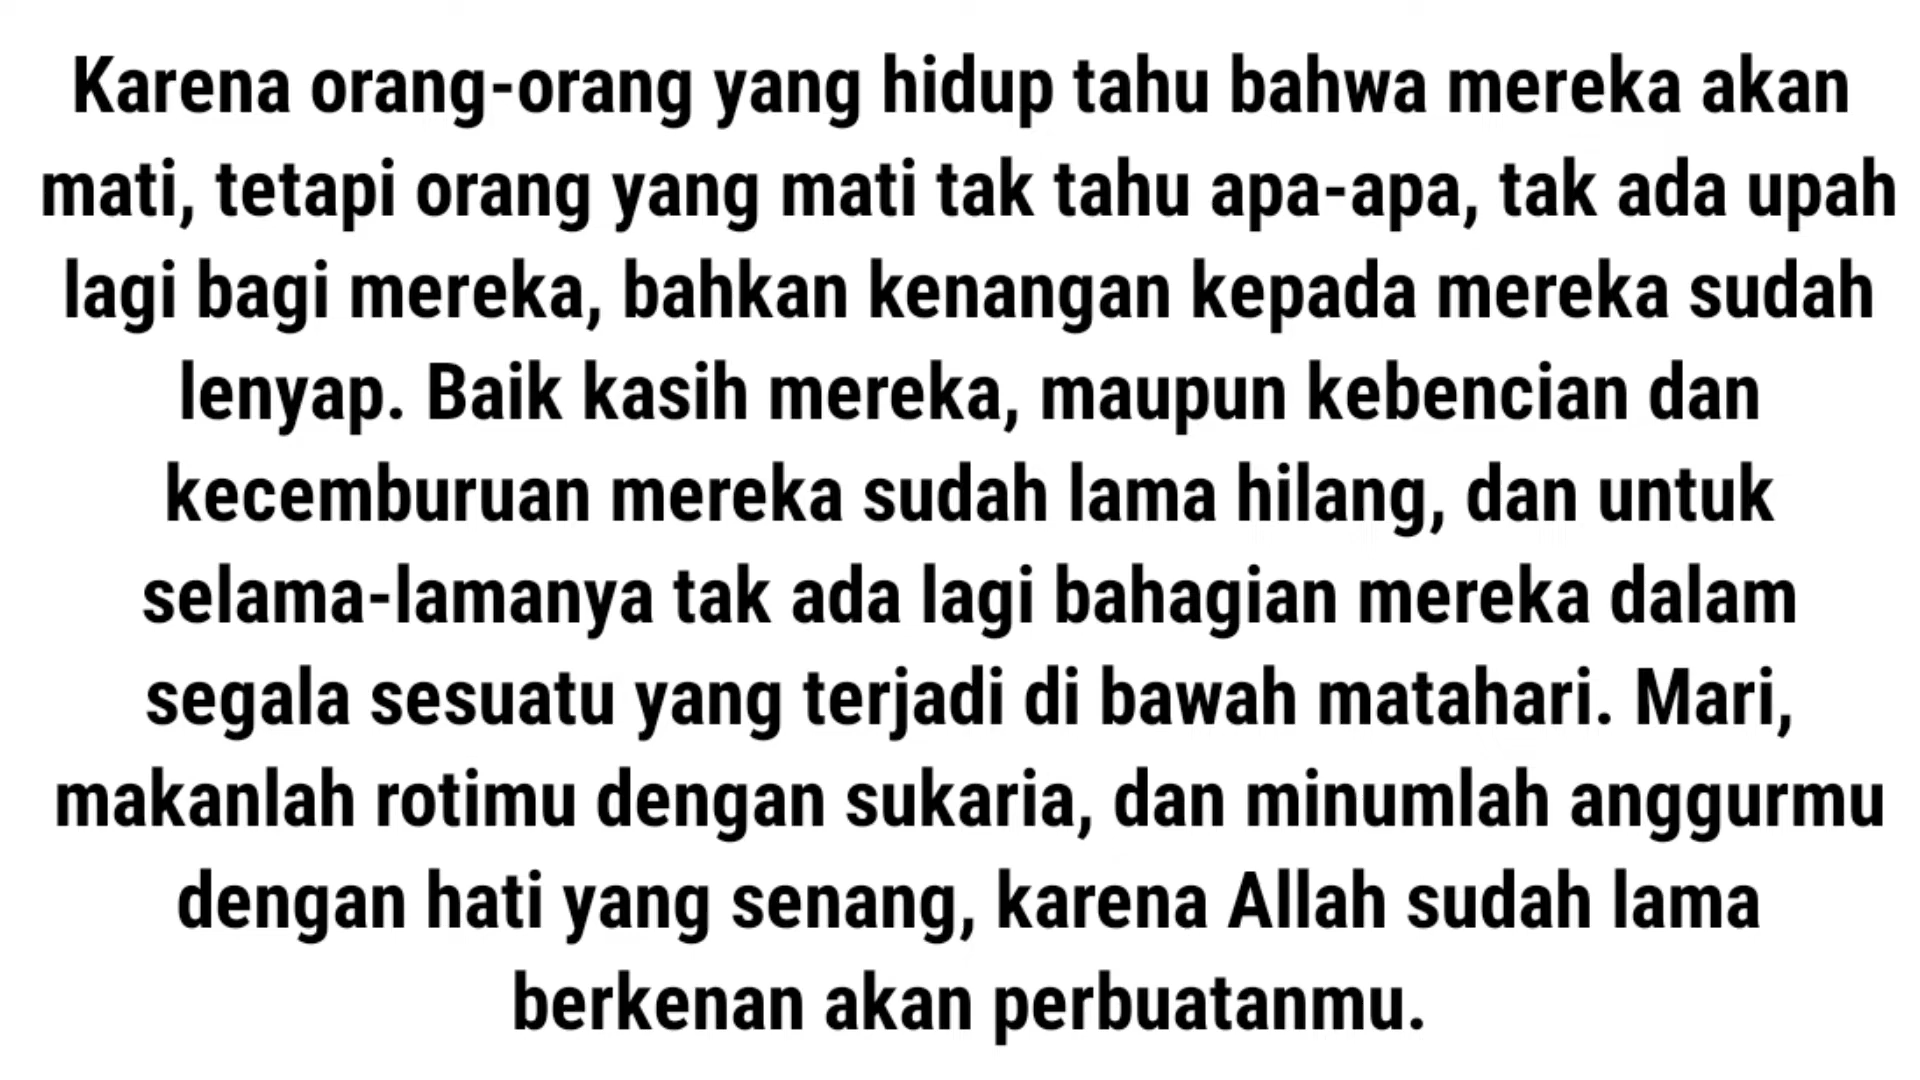 Karena orang-orang yang hidup tahu bahwa mereka akan
mati, tetapi orang yang mati tak tahu apa-apa, tak ada upah
lagi bagi mereka, bahkan kenangan kepada mereka sudah
lenyap. Baik kasih mereka, maupun kebencian dan
kecemburuan mereka sudah lama hilang, dan untuk
selama-lamanya tak ada lagi bahagian mereka dalam
segala sesuatu yang terjadi di bawah matahari. Mari,
makanlah rotimu dengan sukaria, dan minumlah anggurmu
dengan hati yang senang, karena Allah sudah lama
berkenan akan perbuatanmu.